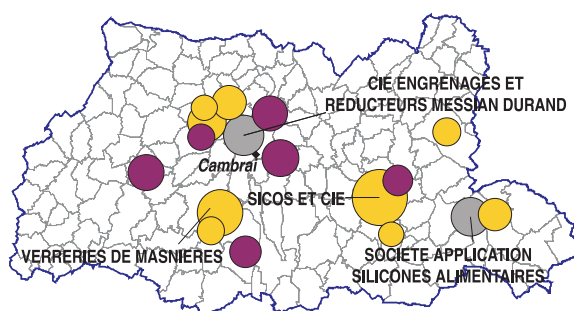 CIE ENGRENAGES ET
REDUCTEURS MESSIAN DURAND
Cambrai
SICOS ET CIE
VERRERIES DE MASNIERES
SOCIETE APPLICATION
SILICONES ALIMENTAIRES